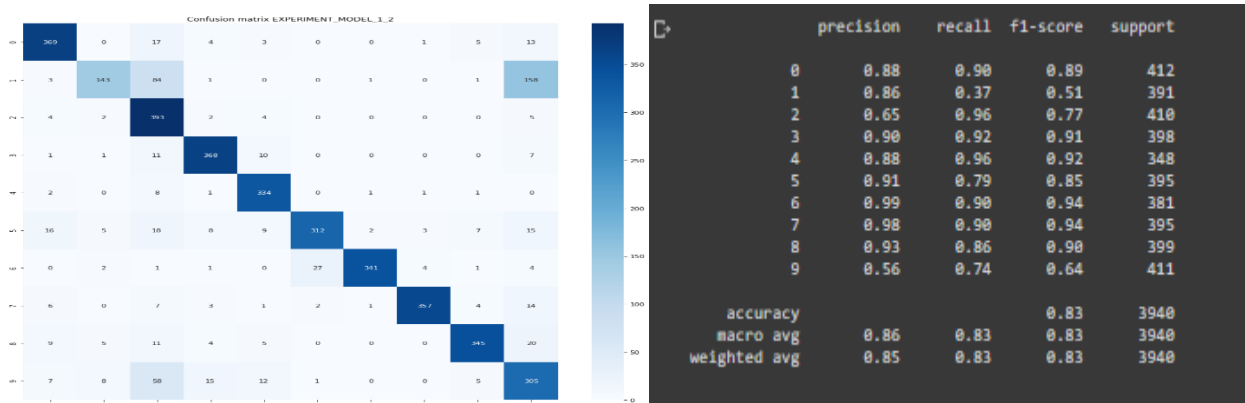 Confusion matrix EXPERIMENT_MODEL_1_2
0 369 0 17 4 3 0 0 1 5 13
1 3 143 84 1 0 0 1 0 1 158
2 4 2 393 2 4 0 0 0 0 5
3 1 1 11 368 10 0 0 0 0 7
4 2 0 8 1 334 0 1 1 1 0
5 16 5 18 8 9 312 2 3 7 15
6 0 2 1 1 0 27 341 4 1 4
7 6 0 7 3 1 2 1 357 4 14
8 9 5 11 4 5 0 0 0 345 20
9 7 8 58 15 12 1 0 0 5 305
350
300
250
200
150
100
50
0
precision recall f1-score support
0 0.88 0.90 0.89 412
1 0.86 0.37 0.51 391
2 0.65 0.96 0.77 410
3 0.90 0.92 0.91 398
4 0.88 0.96 0.92 348
5 0.91 0.79 0.85 395
6 0.99 0.90 0.94 381
7 0.98 0.90 0.94 395
8 0.93 0.86 0.90 399
9 0.56 0.74 0.64 411
accuracy 0.83 3940
macro avg 0.86 0.83 0.83 3940
weighted avg 0.85 0.83 0.83 3940